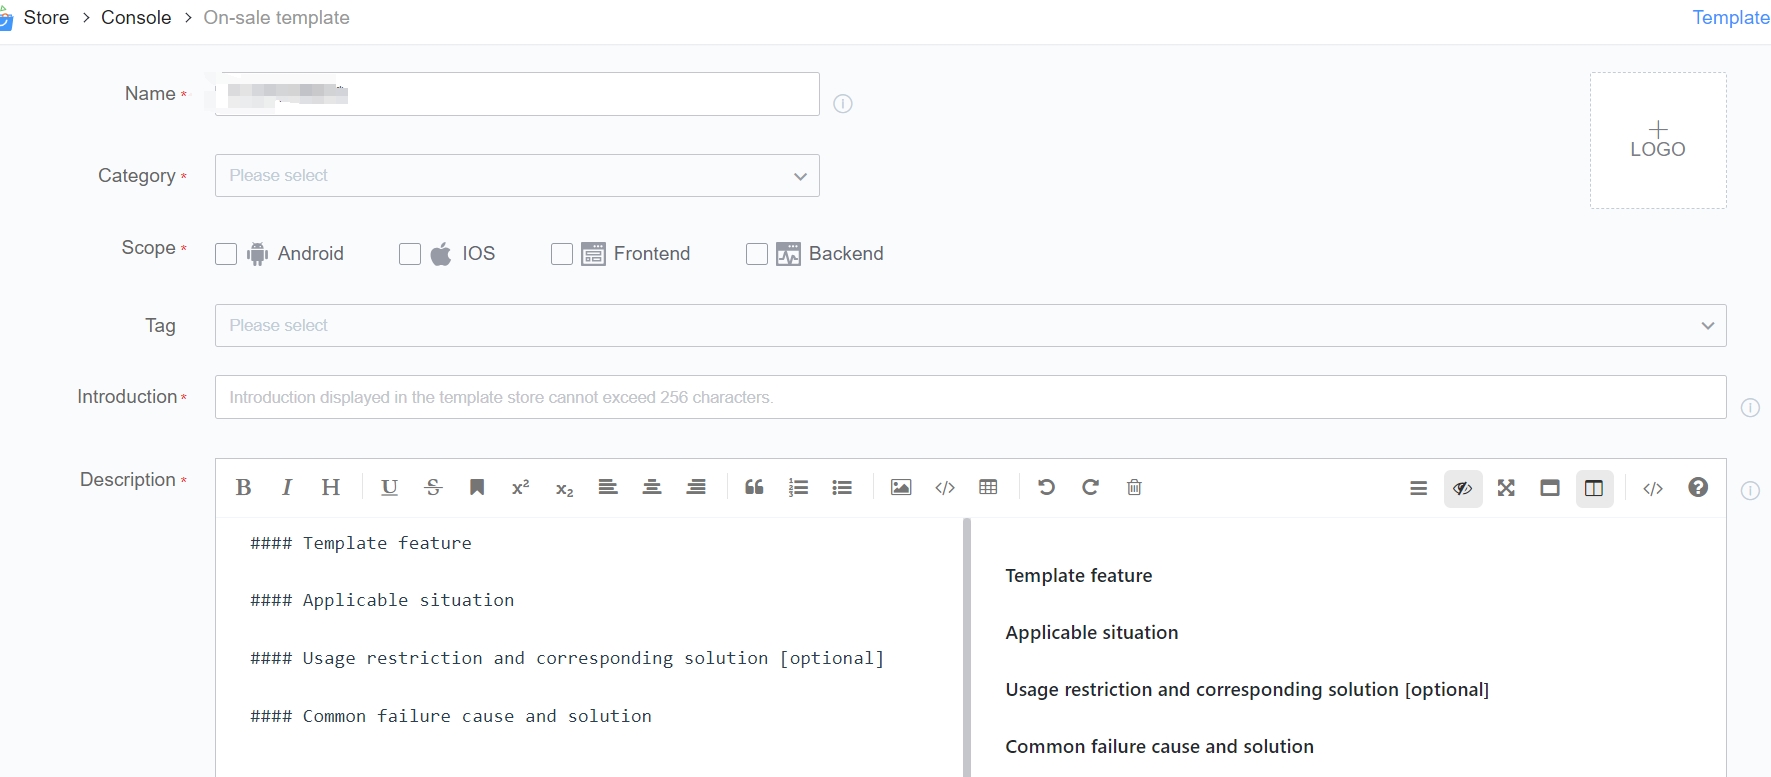 Store > Console > On-sale template
Template
Name *
LOGO
Category * Please select
Scope * Android IOS Frontend Backend
Tag Please select
Introduction * Introduction displayed in the template store cannot exceed 256 characters.
Description *
#### Template feature
#### Applicable situation
#### Usage restriction and corresponding solution [optional]
#### Common failure cause and solution
Template feature
Applicable situation
Usage restriction and corresponding solution [optional]
Common failure cause and solution